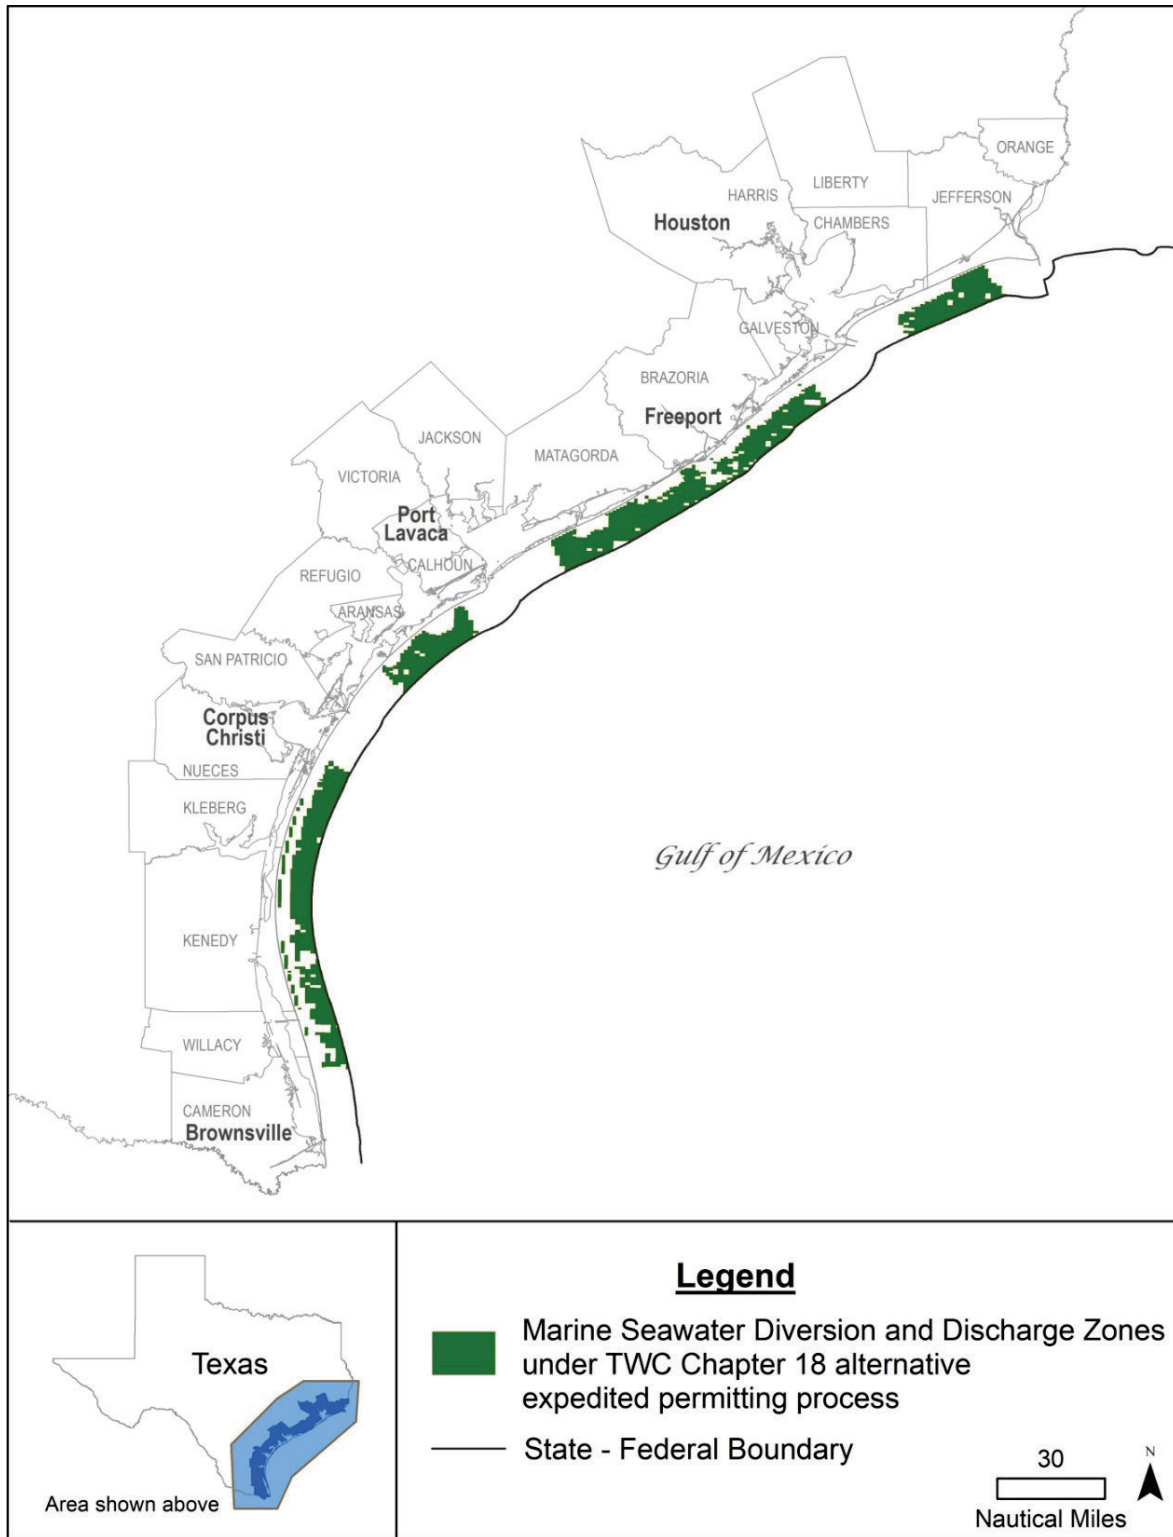 ORANGE
LIBERTY
HARRIS
JEFFERSON
CHAMBERS
Houston
GALVESTON
BRAZORIA
Freeport
JACKSON
MATAGORDA
VICTORIA
Port
Lavaca
CALHOUN
REFUGIO
ARANSAS
SAN PATRICIO
Corpus
Christi
NUECES
KLEBERG
Gulf of Mexico
KENEDY
WILLACY
CAMERON
Brownsville
Texas
Area shown above
Legend
Marine Seawater Diversion and Discharge Zones
under TWC Chapter 18 alternative
expedited permitting process
State - Federal Boundary
30
Nautical Miles
N